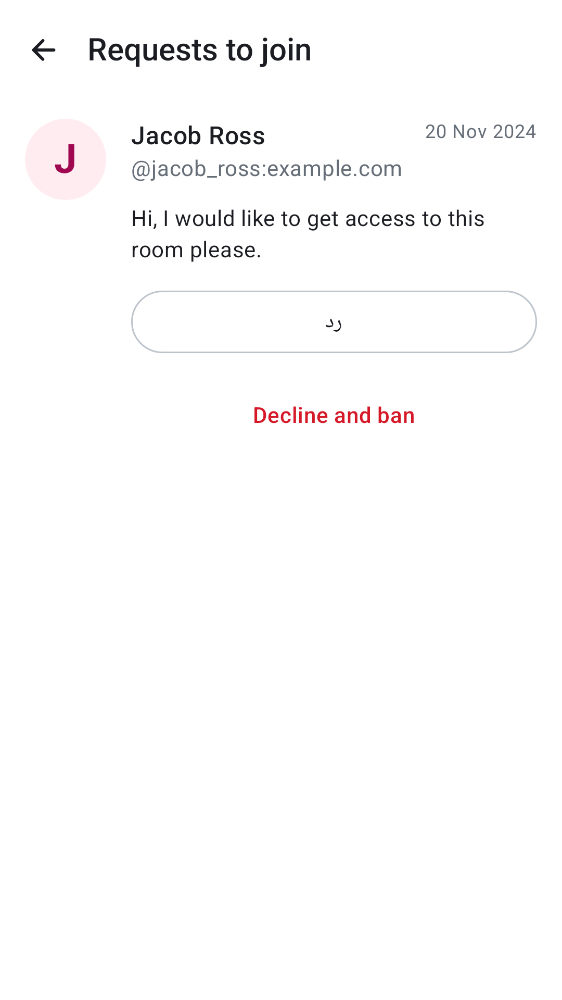 Requests to join
J
Jacob Ross
20 Nov 2024
@jacob_ross:example.com
Hi, I would like to get access to this
room please.
رد
Decline and ban